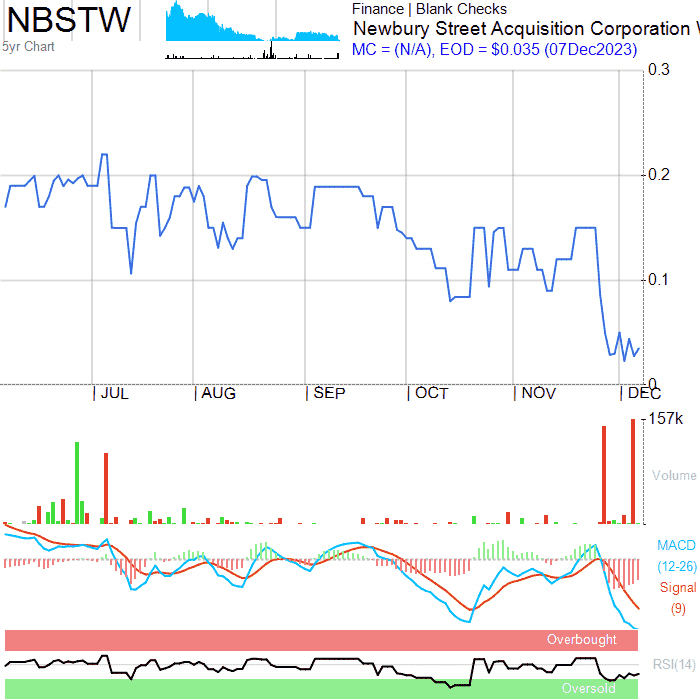 NBSTW
5yr Chart
Finance | Blank Checks
Newbury Street Acquisition Corporation
MC = (N/A), EOD = $0.035 (07Dec2023)
0.3
0.2
0.1
0
JUL AUG SEP OCT NOV DEC
157k
Volume
MACD
(12-26)
Signal
(9)
Overbought
RSI(14)
Oversold